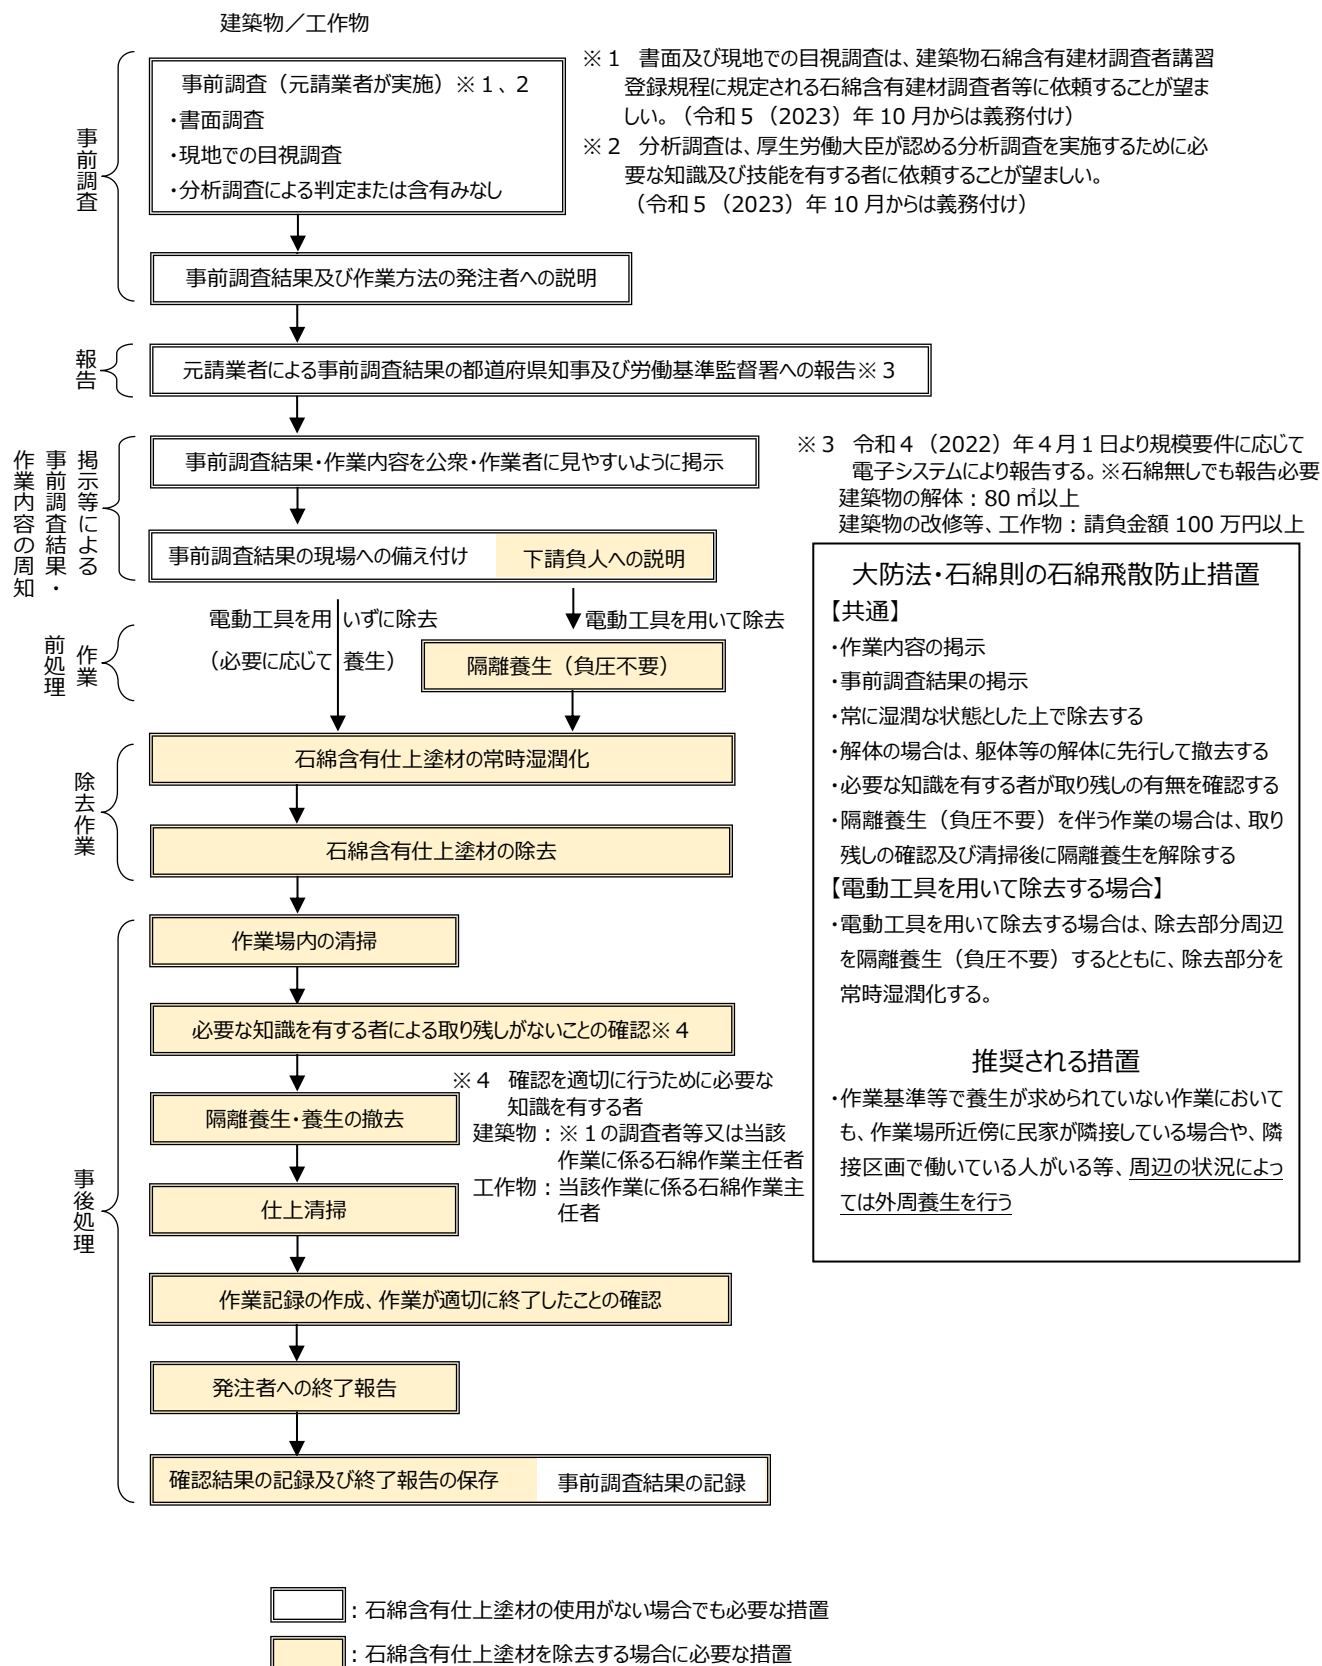 建築物／工作物
事前調査
事前調査（元請業者が実施）※１、２
・書面調査
・現地での目視調査
・分析調査による判定または含有みなし
※１　書面及び現地での目視調査は、建築物石綿含有建材調査者講習
登録規程に規定される石綿含有建材調査者等に依頼することが望ま
しい。（令和５（2023）年 10 月からは義務付け）
※２　分析調査は、厚生労働大臣が認める分析調査を実施するために必
要な知識及び技能を有する者に依頼することが望ましい。
（令和５（2023）年 10 月からは義務付け）
事前調査結果及び作業方法の発注者への説明
報告
元請業者による事前調査結果の都道府県知事及び労働基準監督署への報告※３
掲示等による
事前調査結果・
作業内容の周知
事前調査結果・作業内容を公衆・作業者に見やすいように掲示
※３　令和４（2022）年４月１日より規模要件に応じて
電子システムにより報告する。※石綿無しでも報告必要
建築物の解体：80 ㎡以上
建築物の改修等、工作物：請負金額 100 万円以上
事前調査結果の現場への備え付け
下請負人への説明
作業
前処理
電動工具を用いずに除去
（必要に応じて養生）
電動工具を用いて除去
隔離養生（負圧不要）
除去作業
石綿含有仕上塗材の常時湿潤化
石綿含有仕上塗材の除去
事後処理
作業場内の清掃
必要な知識を有する者による取り残しがないことの確認※４
※４　確認を適切に行うために必要な
知識を有する者
建築物：※１の調査者等又は当該
作業に係る石綿作業主任者
工作物：当該作業に係る石綿作業主
任者
隔離養生・養生の撤去
仕上清掃
作業記録の作成、作業が適切に終了したことの確認
発注者への終了報告
確認結果の記録及び終了報告の保存
事前調査結果の記録
大防法・石綿則の石綿飛散防止措置
【共通】
・作業内容の掲示
・事前調査結果の掲示
・常に湿潤な状態とした上で除去する
・解体の場合は、躯体等の解体に先行して撤去する
・必要な知識を有する者が取り残しの有無を確認する
・隔離養生（負圧不要）を伴う作業の場合は、取り
残しの確認及び清掃後に隔離養生を解除する
【電動工具を用いて除去する場合】
・電動工具を用いて除去する場合は、除去部分周辺
を隔離養生（負圧不要）するとともに、除去部分を
常時湿潤化する。
推奨される措置
・作業基準等で養生が求められていない作業において
も、作業場所近傍に民家が隣接している場合や、隣
接区画で働いている人がいる等、周辺の状況によっ
ては外周養生を行う
：石綿含有仕上塗材の使用がない場合でも必要な措置
：石綿含有仕上塗材を除去する場合に必要な措置